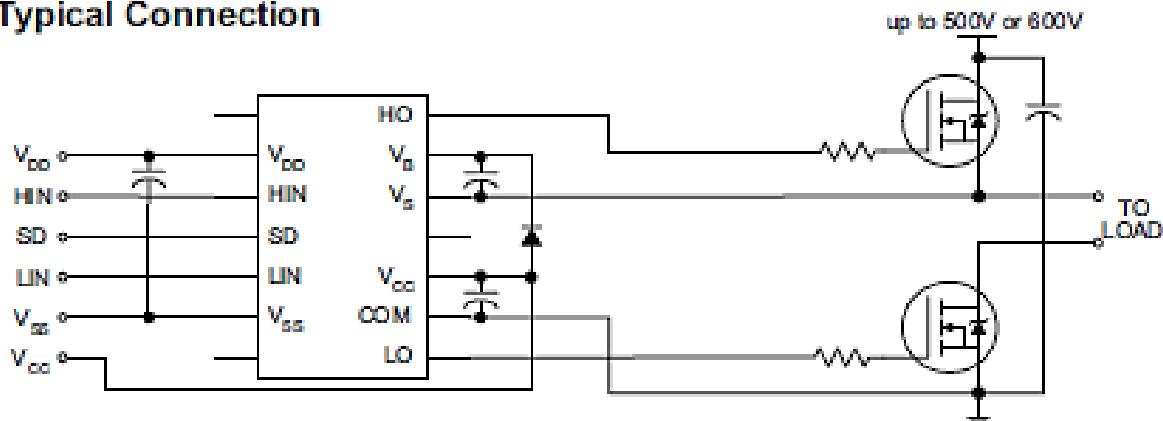 Typical Connection
up to 500V or 600V
HO
VDD
VDD
VB
HIN
HIN
VS
TO
SD
SD
LOAD
LIN
LIN
VCC
VSS
VSS
COM
VCC
LO